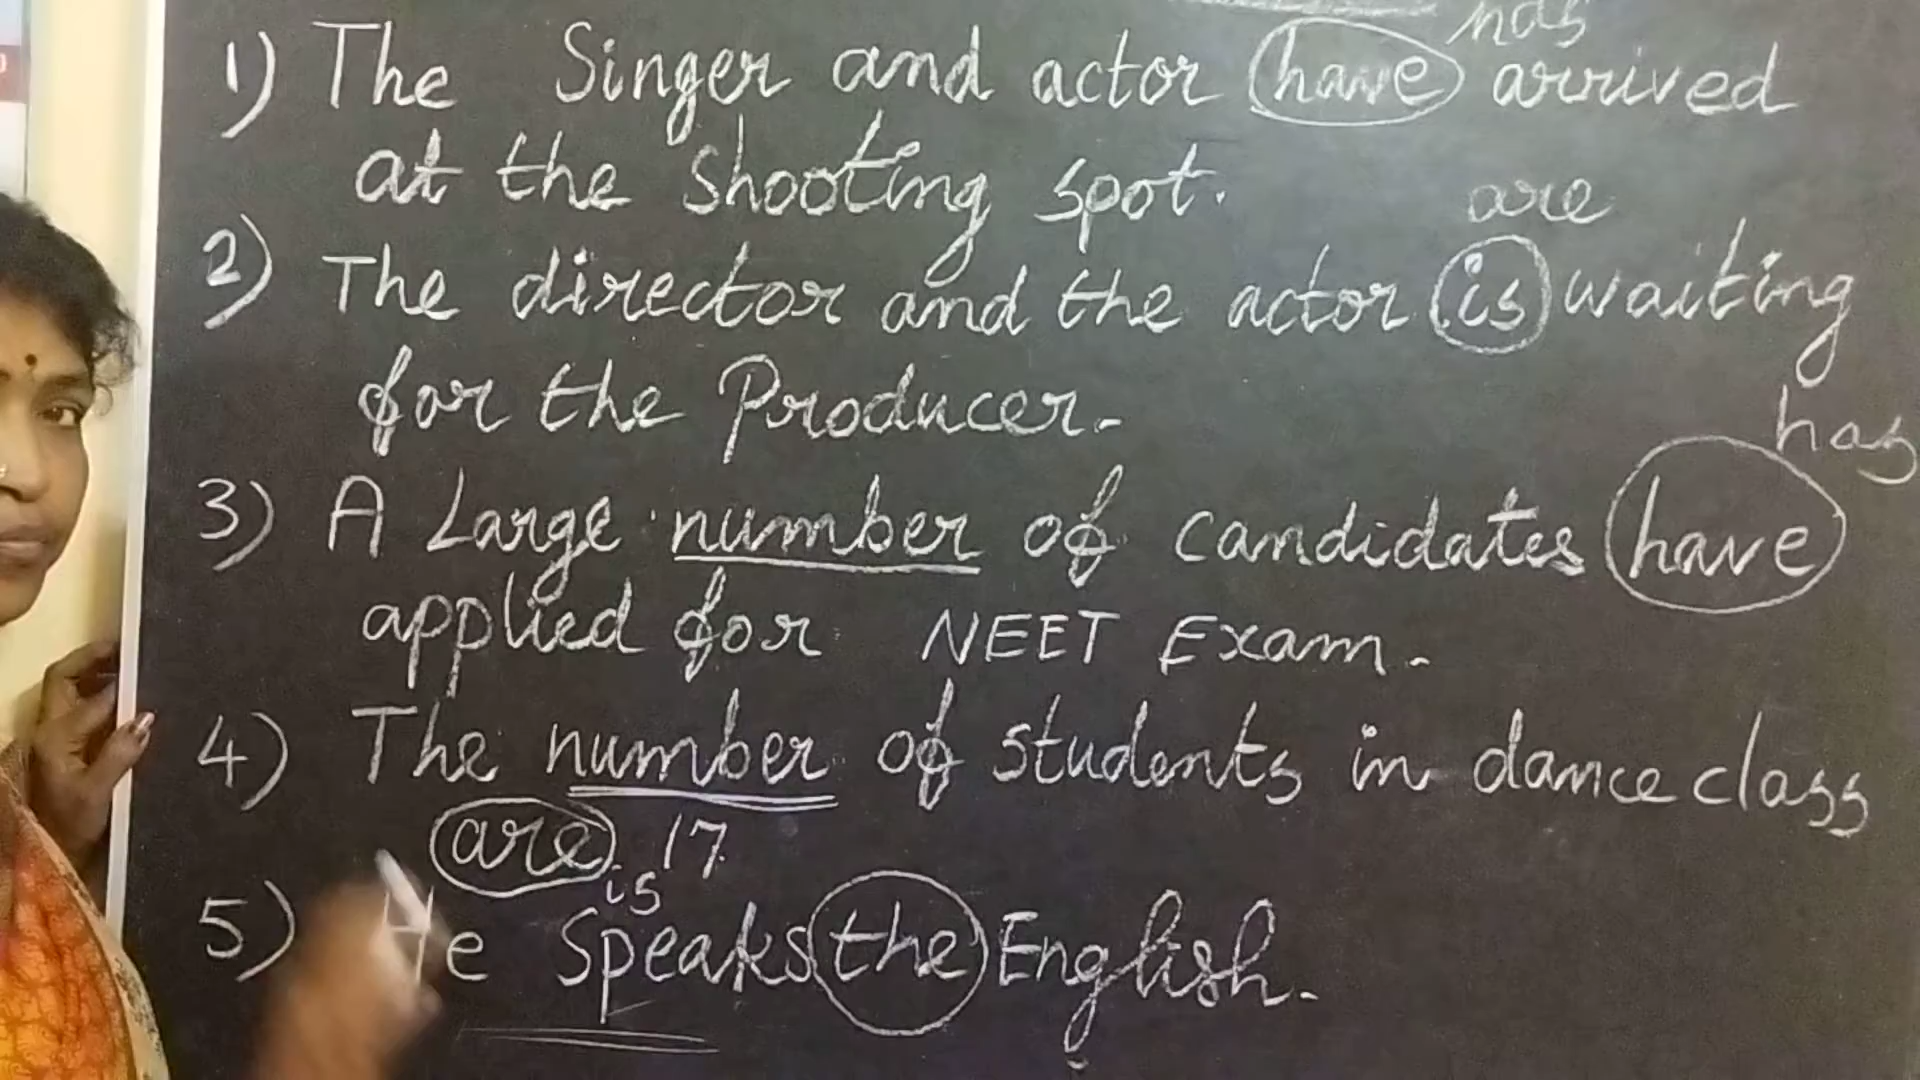 has
1) The Singer and actor have arrived
at the shooting spot.
are
2) The director and the actor is waiting
for the Producer.
has
3) A Large number of candidates have
applied for NEET Exam.
4) The number of students in dance class
are is 17.
5) He Speaks the English.